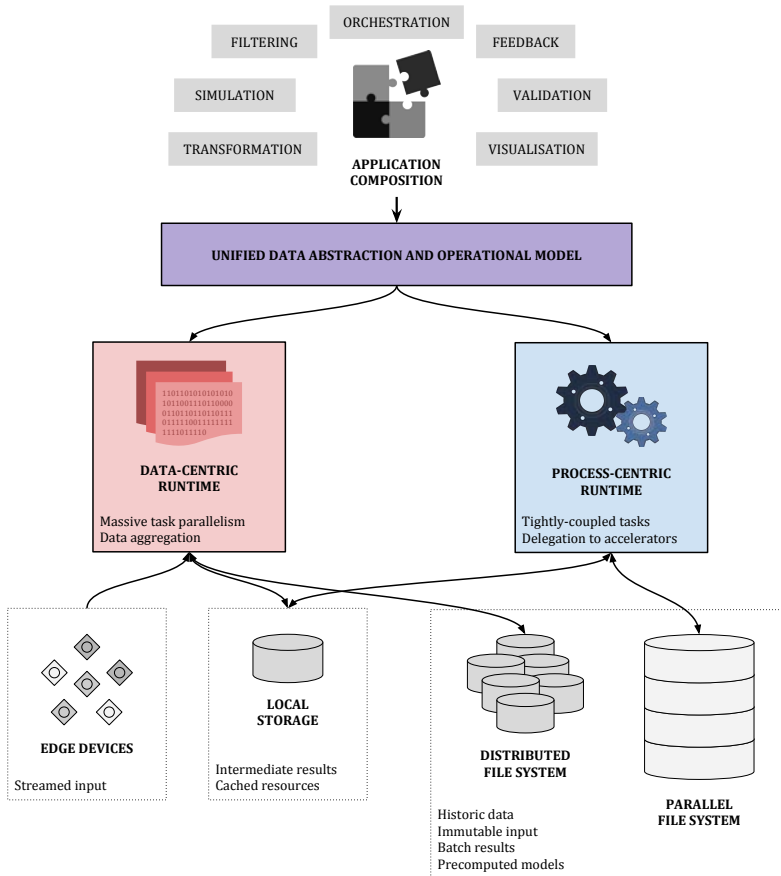 ORCHESTRATION
FILTERING
FEEDBACK
SIMULATION
VALIDATION
TRANSFORMATION
VISUALISATION
APPLICATION
COMPOSITION
UNIFIED DATA ABSTRACTION AND OPERATIONAL MODEL
1101101010101010
1011001110110000
0110110110110111
0111110011111111
1111011110
DATA-CENTRIC
RUNTIME
Massive task parallelism
Data aggregation
PROCESS-CENTRIC
RUNTIME
Tightly-coupled tasks
Delegation to accelerators
EDGE DEVICES
Streamed input
LOCAL
STORAGE
Intermediate results
Cached resources
DISTRIBUTED
FILE SYSTEM
PARALLEL
FILE SYSTEM
Historic data
Immutable input
Batch results
Precomputed models